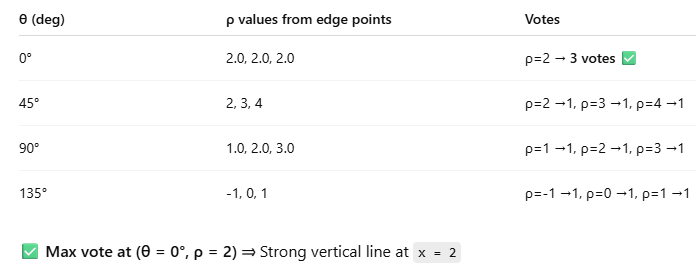 θ (deg) ρ values from edge points Votes
0° 2.0, 2.0, 2.0 ρ=2 → 3 votes ✅
45° 2, 3, 4 ρ=2 →1, ρ=3 →1, ρ=4 →1
90° 1.0, 2.0, 3.0 ρ=1 →1, ρ=2 →1, ρ=3 →1
135° -1, 0, 1 ρ=-1 →1, ρ=0 →1, ρ=1 →1
✅ Max vote at (θ = 0°, ρ = 2) ⇒ Strong vertical line at x = 2